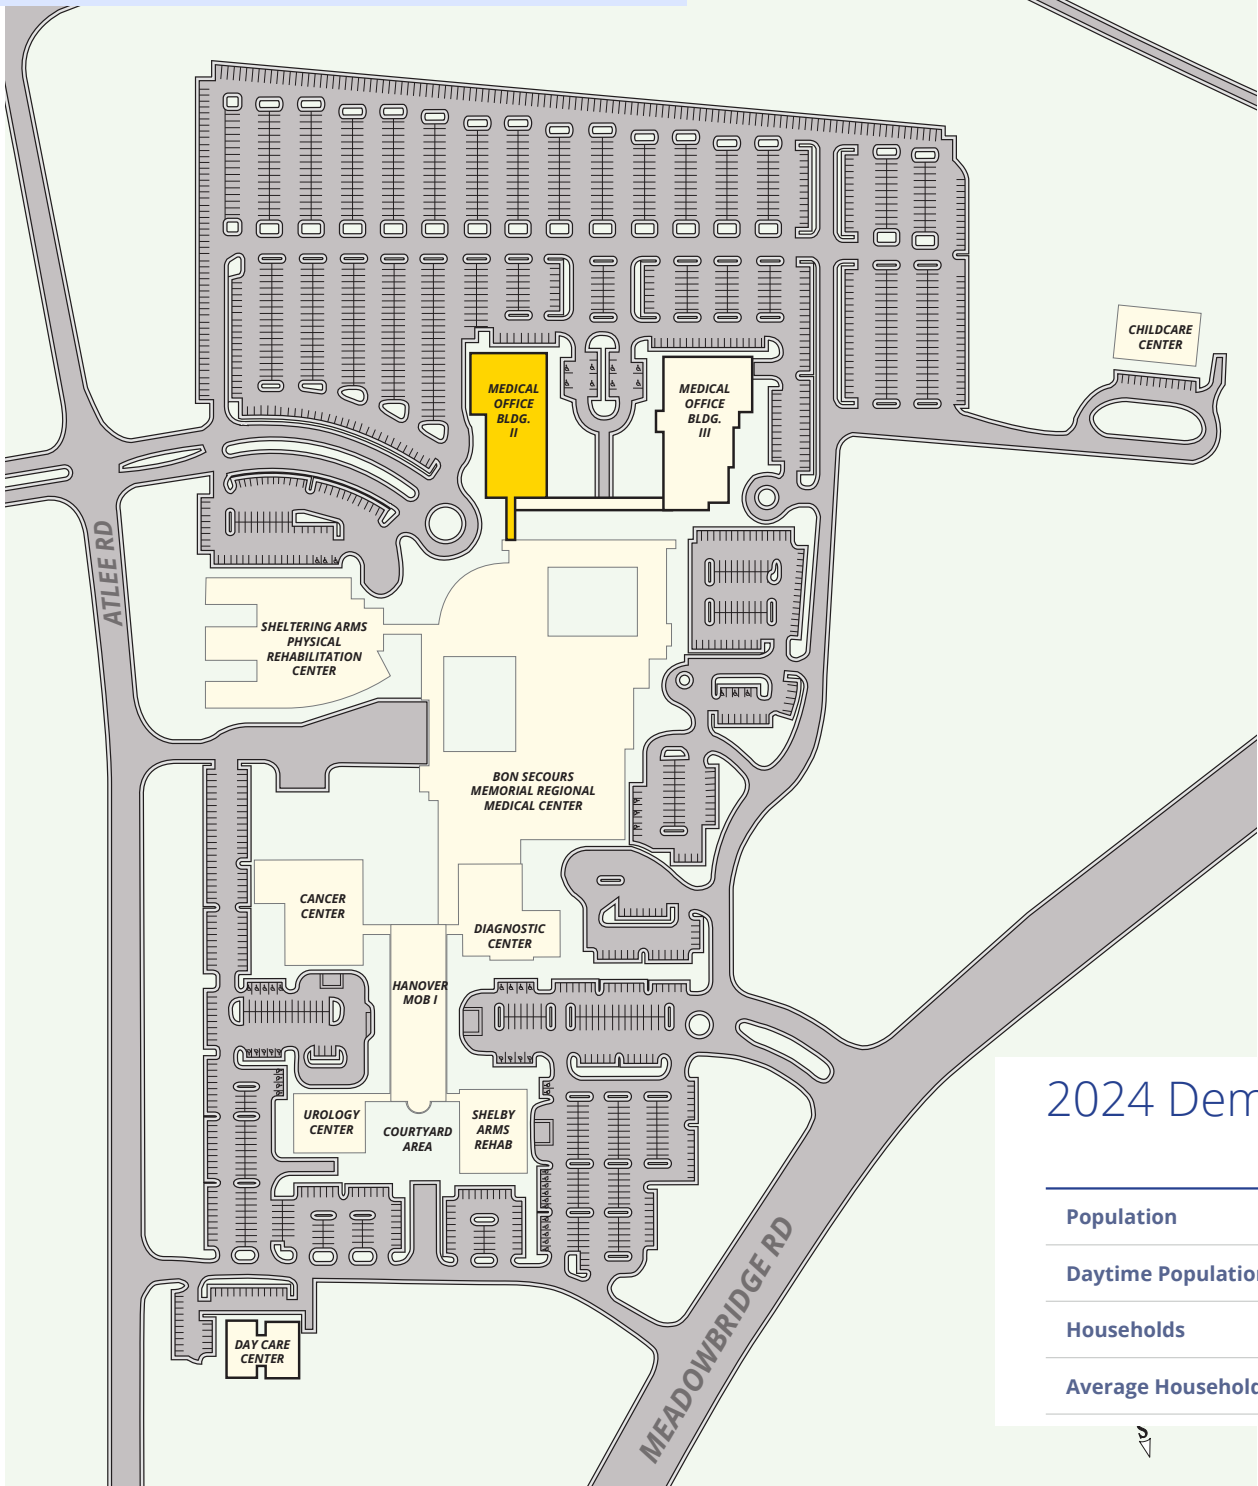 CHILDCARE
CENTER
MEDICAL
OFFICE
BLDG.
II
MEDICAL
OFFICE
BLDG.
III
ATLEE RD
SHELTERING ARMS
PHYSICAL
REHABILITATION
CENTER
BON SECOURS
MEMORIAL REGIONAL
MEDICAL CENTER
CANCER
CENTER
DIAGNOSTIC
CENTER
HANOVER
MOB I
UROLOGY
CENTER
COURTYARD
AREA
SHELBY
ARMS
REHAB
2024 Dem
Population
Daytime Population
Households
Average Household
MEADOWBRIDGE RD
DAY CARE
CENTER
S